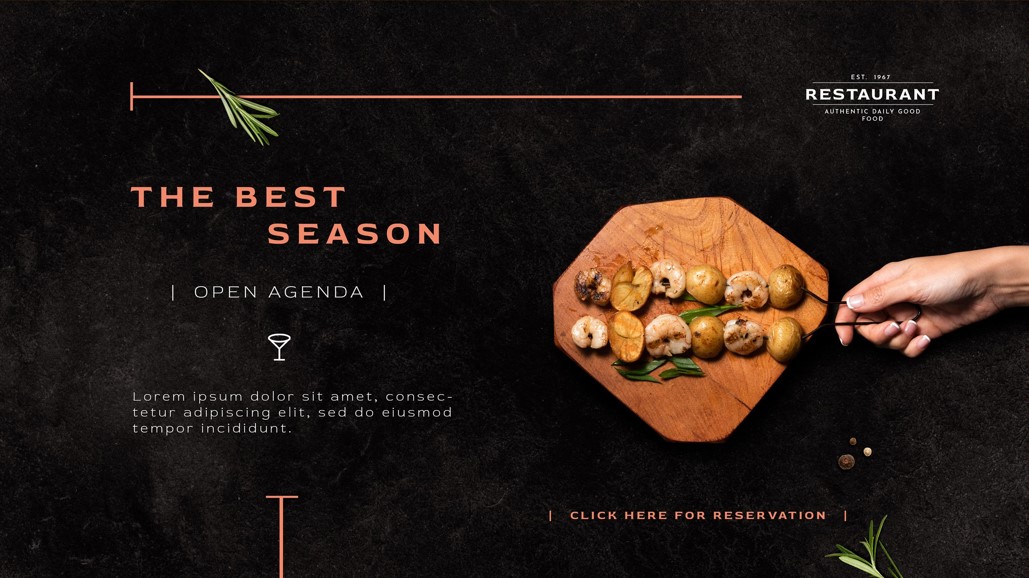 EST. 1967
RESTAURANT
AUTHENTIC DAILY GOOD
FOOD
THE BEST
SEASON
| OPEN AGENDA |
Lorem ipsum dolor sit amet, consec-
tetur adipiscing elit, sed do eiusmod
tempor incididunt.
| CLICK HERE FOR RESERVATION |